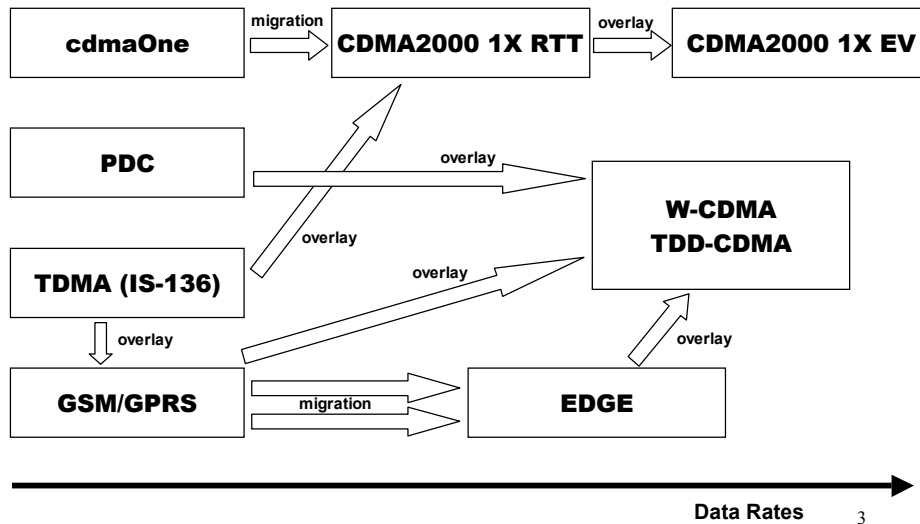 migration
overlay
cdmaOne
CDMA2000 1X RTT
CDMA2000 1X EV
PDC
overlay
W-CDMA
TDD-CDMA
overlay
TDMA (IS-136)
overlay
overlay
overlay
GSM/GPRS
migration
EDGE
Data Rates
3